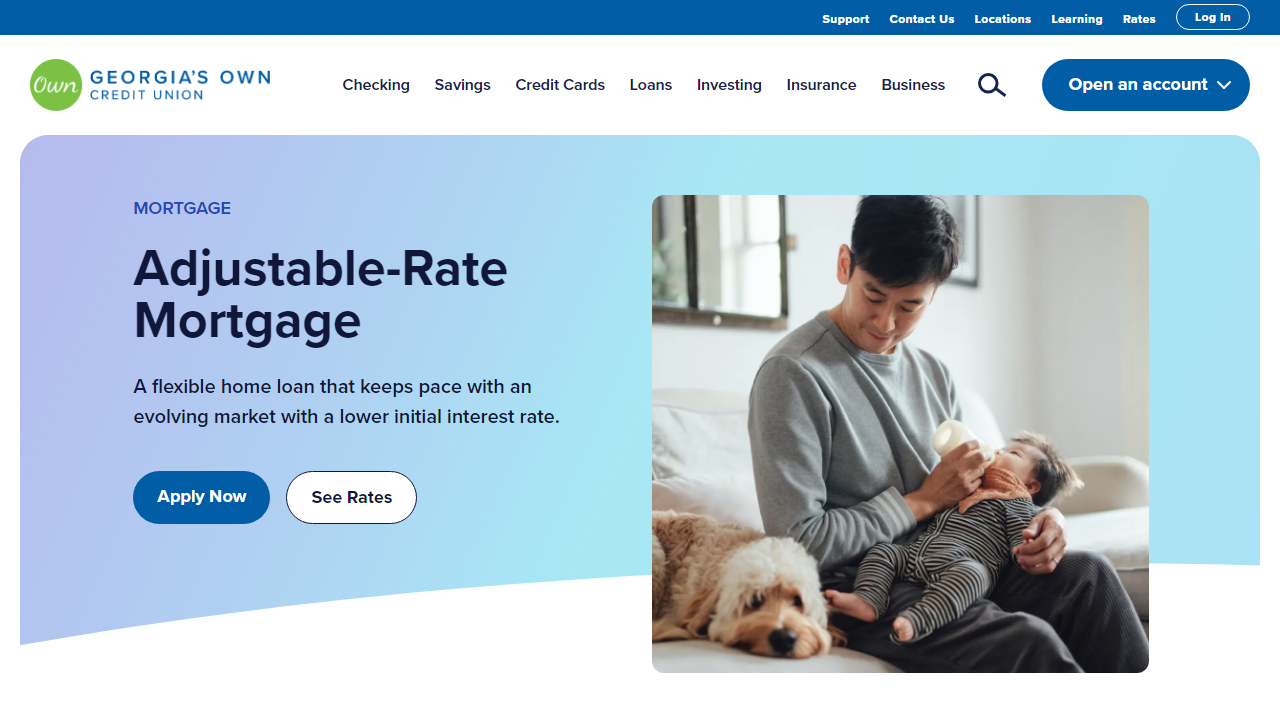 Support Contact Us Locations Learning Rates Log In
Own GEORGIA'S OWN
CREDIT UNION
Checking Savings Credit Cards Loans Investing Insurance Business Open an account
MORTGAGE
Adjustable-Rate
Mortgage
A flexible home loan that keeps pace with an
evolving market with a lower initial interest rate.
Apply Now See Rates